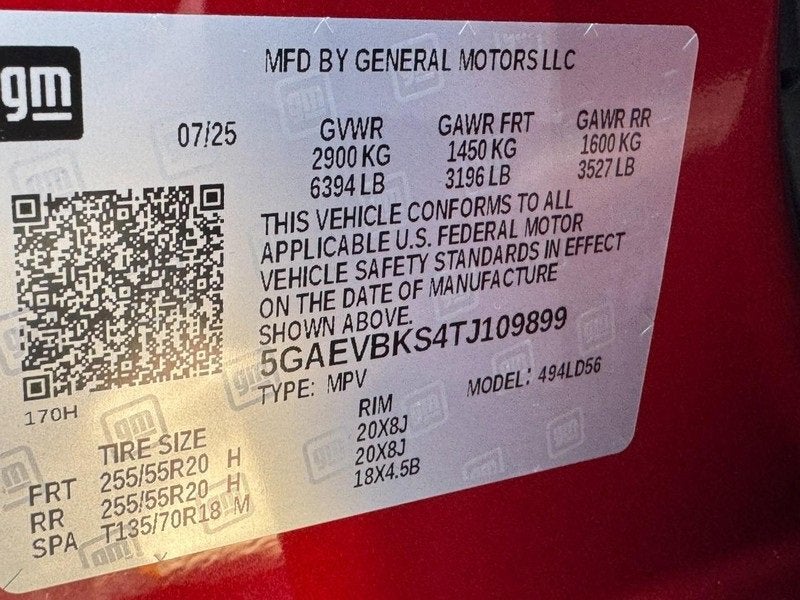 gm
MFD BY GENERAL MOTORS LLC
07/25 GVWR GAWR FRT GAWR RR
2900 KG 1450 KG 1600 KG
6394 LB 3196 LB 3527 LB
THIS VEHICLE CONFORMS TO ALL
APPLICABLE U.S. FEDERAL MOTOR
VEHICLE SAFETY STANDARDS IN EFFECT
ON THE DATE OF MANUFACTURE
SHOWN ABOVE.
5GAEVBKS4TJ109899
TYPE: MPV MODEL: 494LD56
170H
TIRE SIZE RIM
FRT 255/55R20 H 20X8J
RR 255/55R20 H 20X8J
SPA T135/70R18 M 18X4.5B